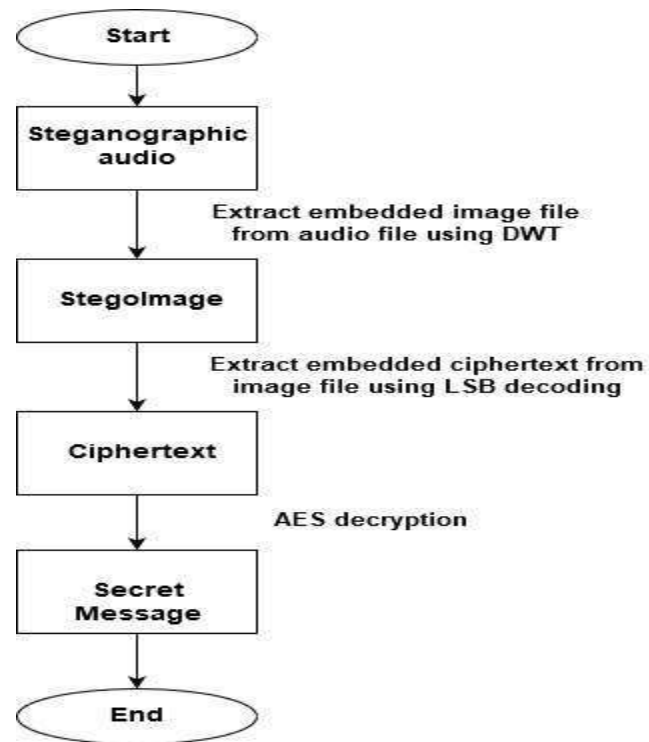 Start
Steganographic
audio
Extract embedded image file
from audio file using DWT
StegoImage
Extract embedded ciphertext from
image file using LSB decoding
Ciphertext
AES decryption
Secret
Message
End